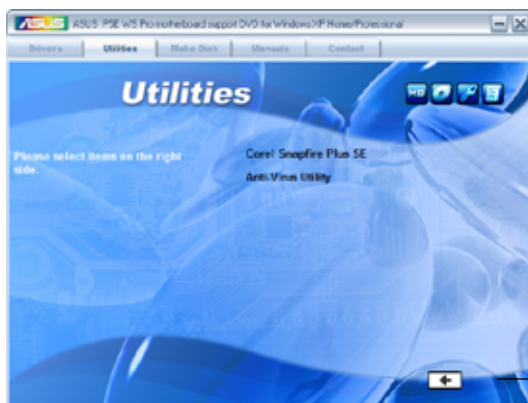 ASUS ASUS P5E WS Pro motherboard support DVD for Windows XP Home/Professional
Drivers Utilities Make Disk Manuals Contact
Utilities
Please select items on the right side.
Corel Snapfire Plus SE
Anti-Virus Utility